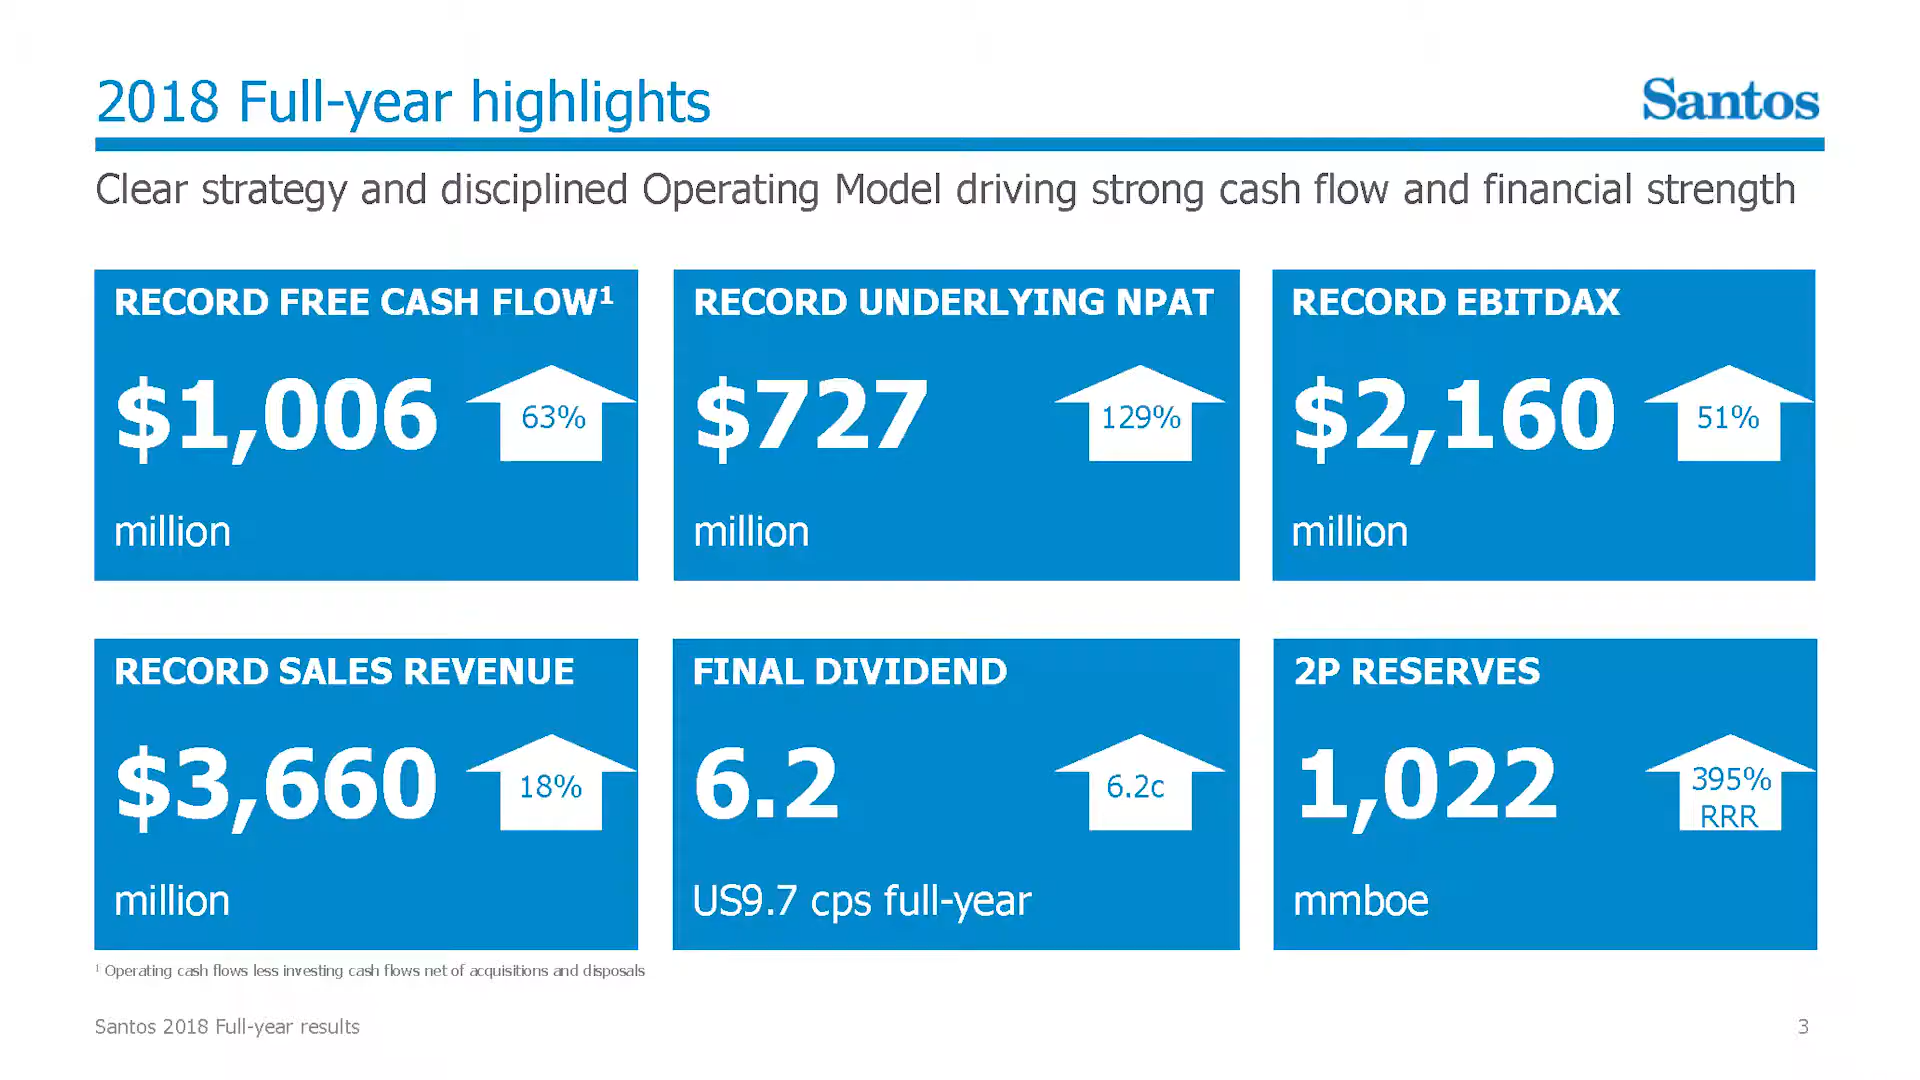 2018 Full-year highlights
Santos
Clear strategy and disciplined Operating Model driving strong cash flow and financial strength
RECORD FREE CASH FLOW¹
$1,006
63%
million
RECORD UNDERLYING NPAT
$727
129%
million
RECORD EBITDAX
$2,160
51%
million
RECORD SALES REVENUE
$3,660
18%
million
FINAL DIVIDEND
6.2
6.2c
US9.7 cps full-year
2P RESERVES
1,022
395%
RRR
mmboe
¹ Operating cash flows less investing cash flows net of acquisitions and disposals
Santos 2018 Full-year results
3